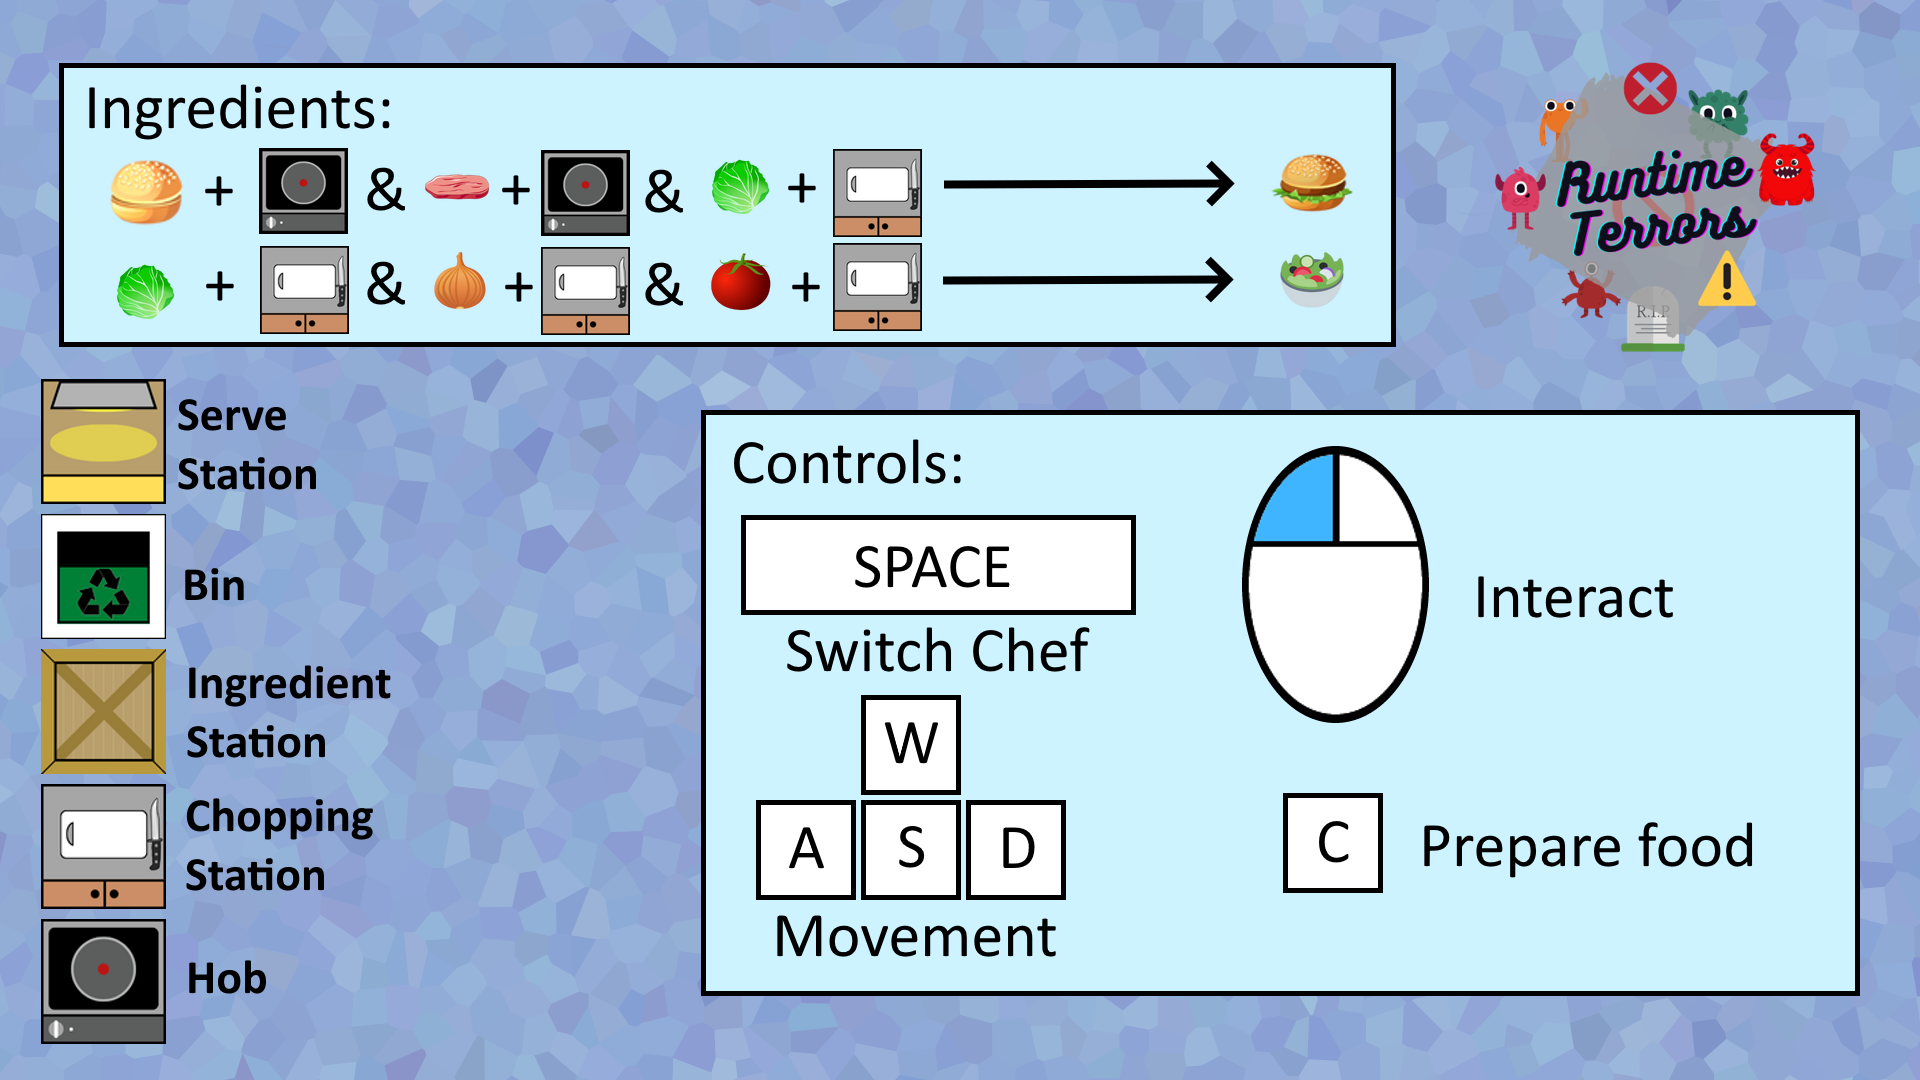 Ingredients:
+ & + & +
+ & + & +
Runtime
Terrors
R.I.P
Serve
Station
Bin
Ingredient
Station
Chopping
Station
Hob
Controls:
SPACE
Switch Chef
W
A S D
Movement
Interact
C Prepare food